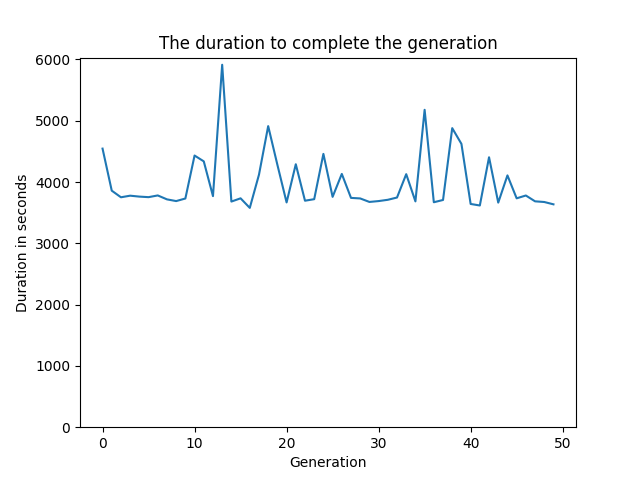 The duration to complete the generation
Duration in seconds
6000
5000
4000
3000
2000
1000
0
0 10 20 30 40 50
Generation